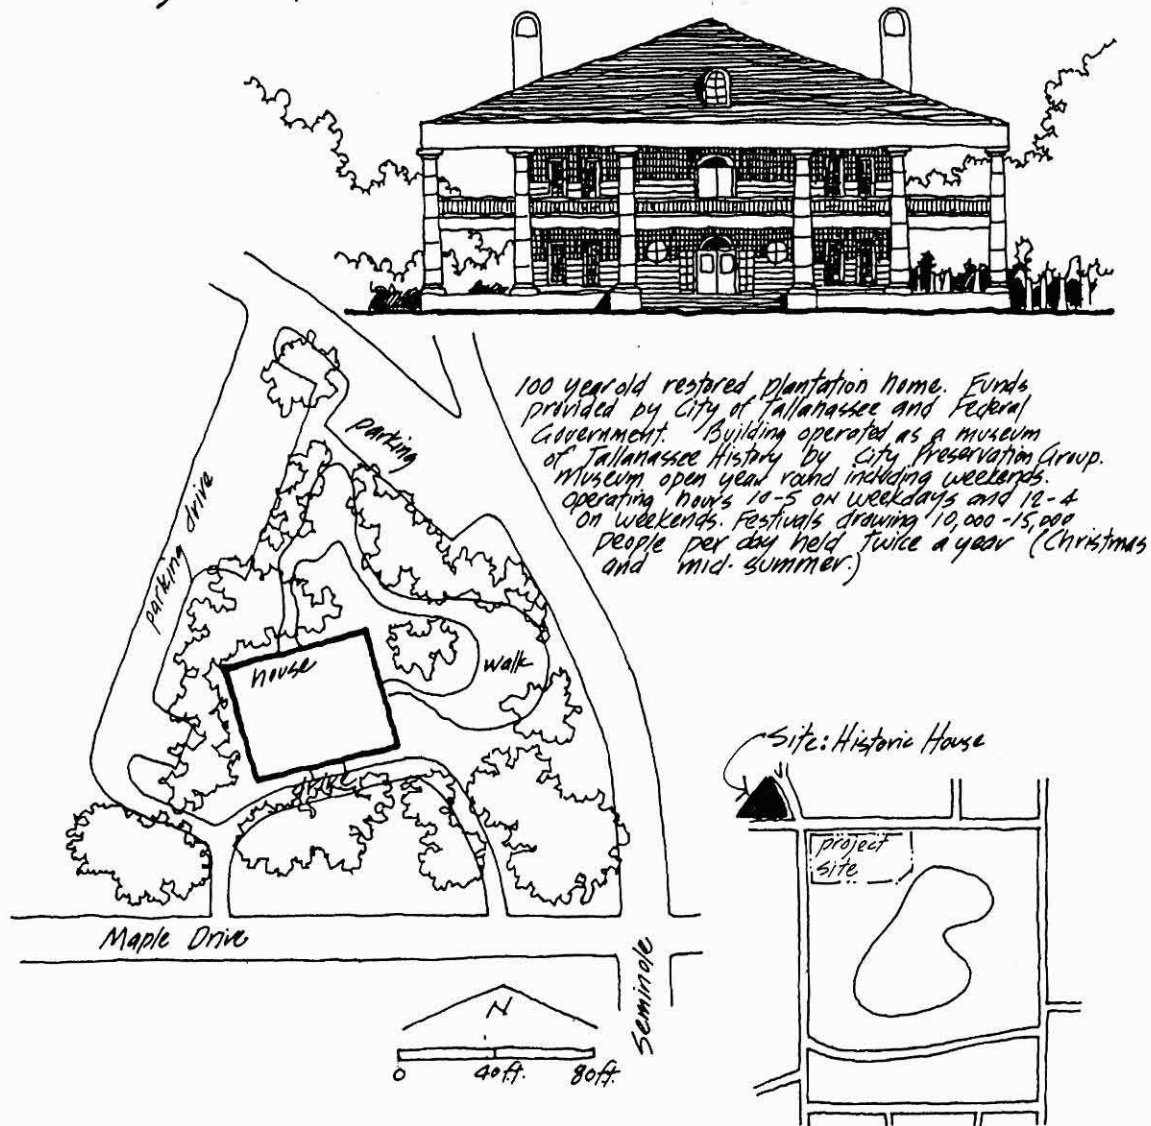 100 year old restored plantation home. Funds
provided by City of Tallanassee and Federal
Government. Building operated as a museum
of Tallanassee History by City Preservation Group.
Museum open year round including weekends.
Operating hours 10-5 on weekdays and 12-4
on weekends. Festivals drawing 10,000-15,000
people per day held twice a year (Christmas
and mid-summer.)
parking
parking drive
house
walk
Site: Historic House
project
site
Maple Drive
Seminole
N
0 40ft. 80ft.